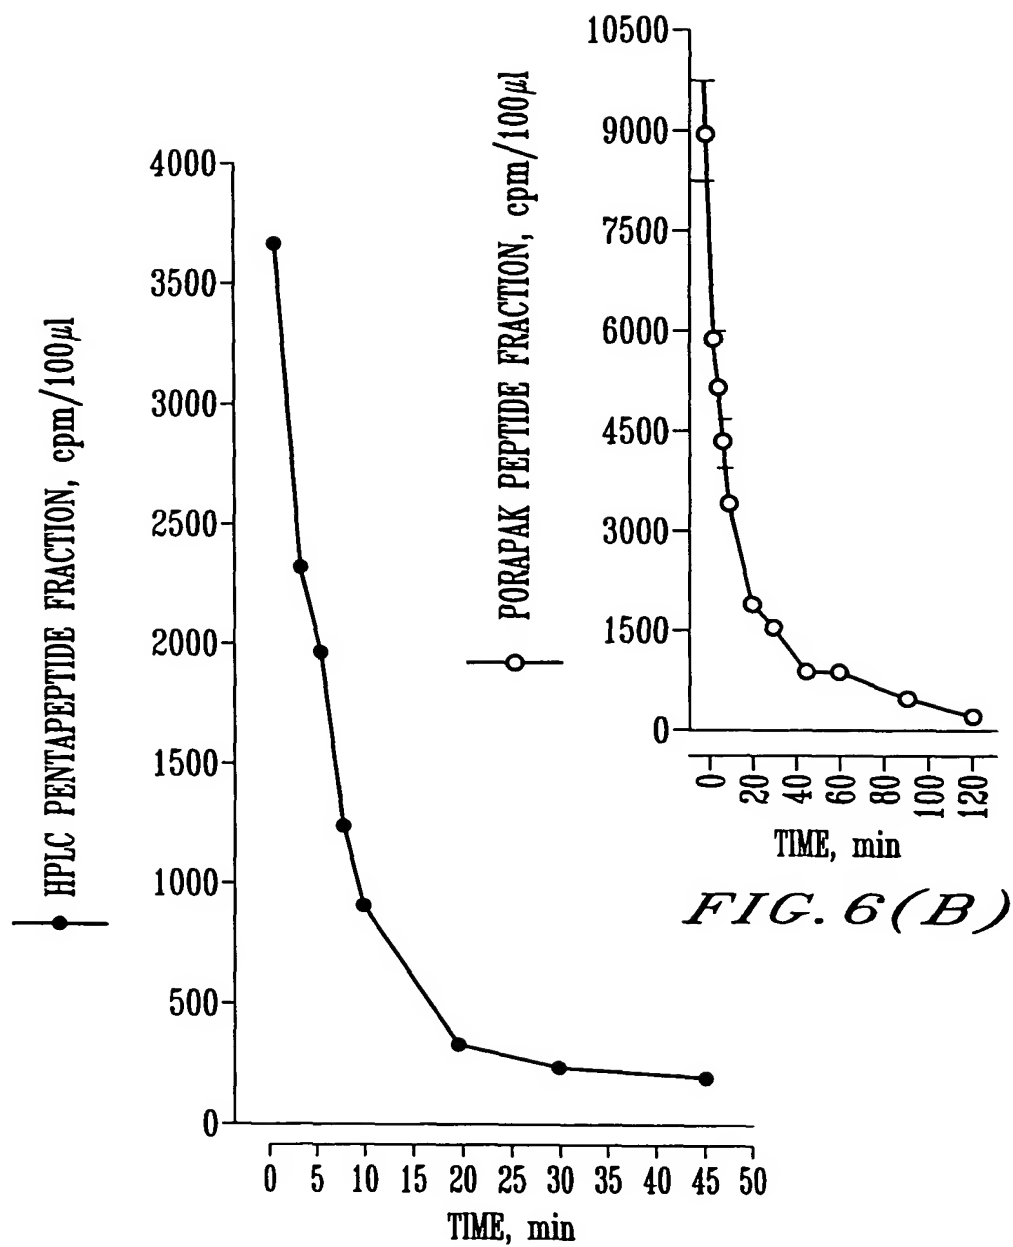 HPLC PENTAPEPTIDE FRACTION, cpm/100μl
4000
3500
3000
2500
2000
1500
1000
500
0
0 5 10 15 20 25 30 35 40 45 50
TIME, min
PORAPAK PEPTIDE FRACTION, cpm/100μl
10500
9000
7500
6000
4500
3000
1500
0
0 20 40 60 80 100 120
TIME, min
FIG. 6(B)